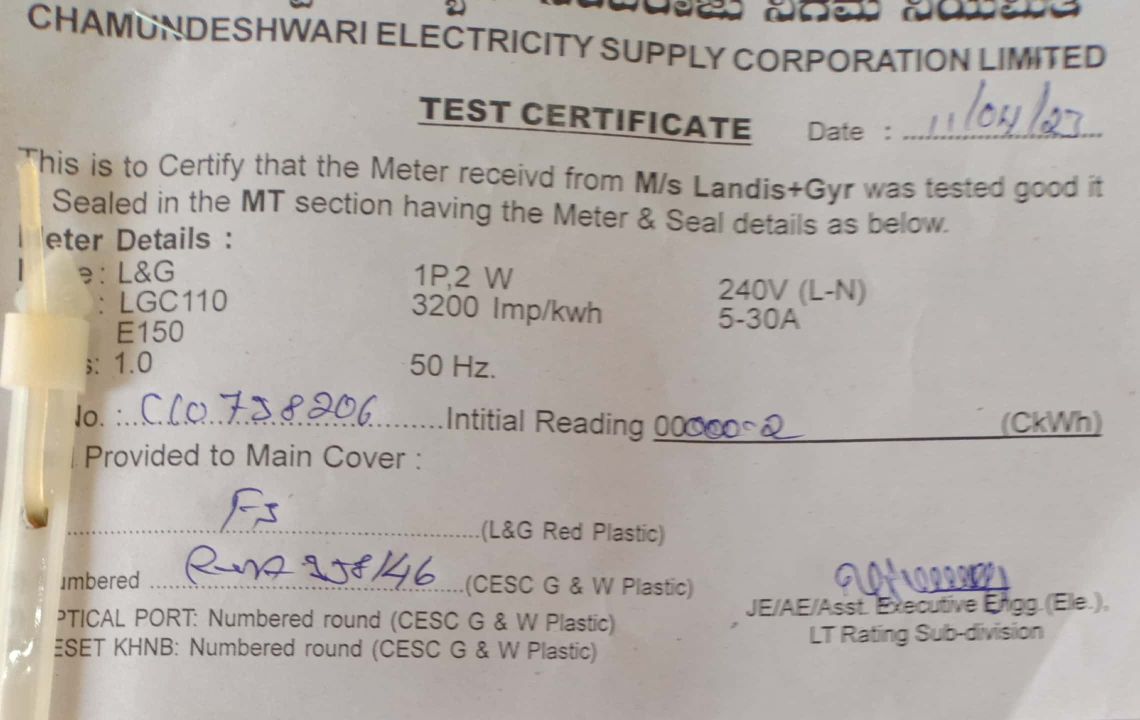 CHAMUNDESHWARI ELECTRICITY SUPPLY CORPORATION LIMITED
TEST CERTIFICATE Date : 11/04/23
This is to Certify that the Meter receivd from M/s Landis+Gyr was tested good it
Sealed in the MT section having the Meter & Seal details as below.
eter Details :
e : L&G 1P,2 W 240V (L-N)
: LGC110 3200 Imp/kwh 5-30A
E150
s: 1.0 50 Hz.
No. : C10758206 Intitial Reading 00000-2 (CkWh)
Provided to Main Cover :
(L&G Red Plastic)
umbered (CESC G & W Plastic)
PTICAL PORT: Numbered round (CESC G & W Plastic)
ESET KHNB: Numbered round (CESC G & W Plastic)
JE/AE/Asst. Executive Engg.(Ele.),
LT Rating Sub-division